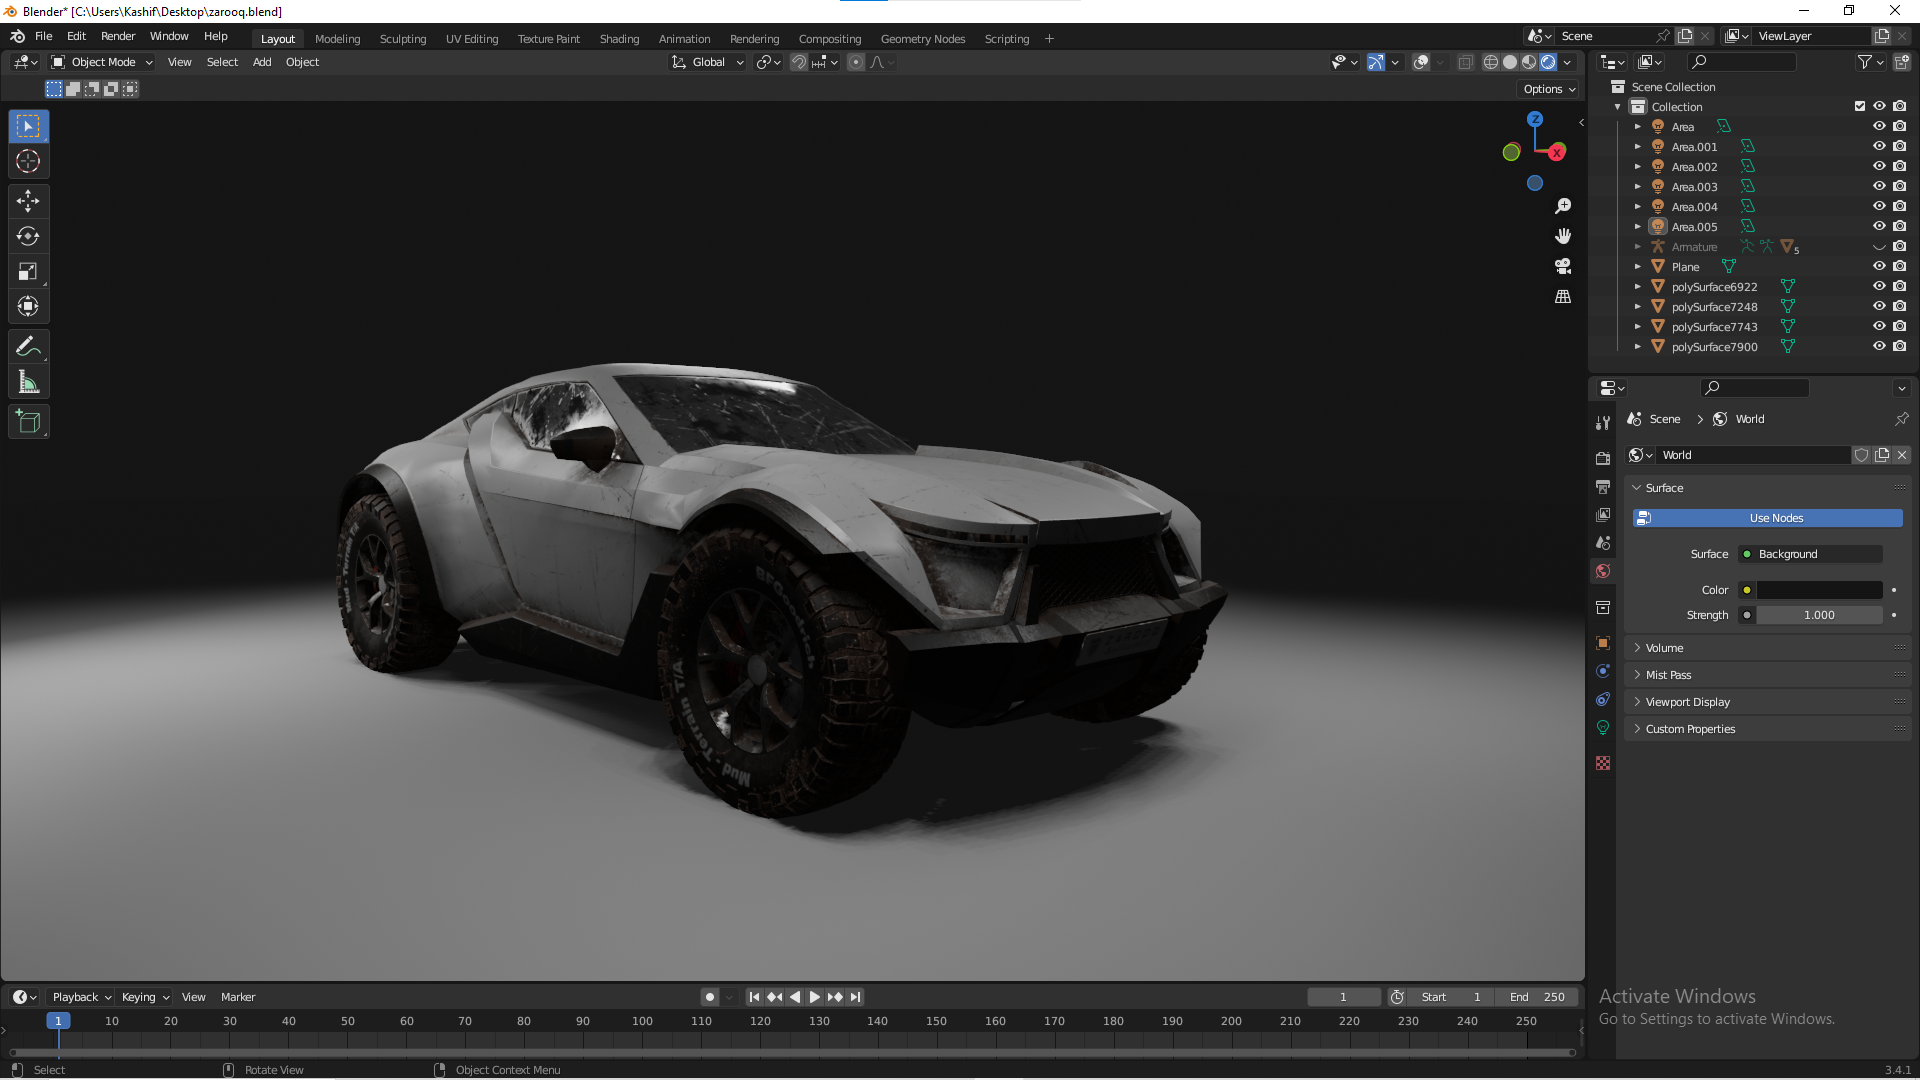 Blender* [C:\Users\Kashif\Desktop\zarooq.blend]
File Edit Render Window Help Layout Modeling Sculpting UV Editing Texture Paint Shading Animation Rendering Compositing Geometry Nodes Scripting + Scene ViewLayer
Object Mode View Select Add Object Global
Options
Z
X
Scene Collection
Collection
Area
Area.001
Area.002
Area.003
Area.004
Area.005
Armature 5
Plane
polySurface6922
polySurface7248
polySurface7743
polySurface7900
Scene > World
World
Surface
Use Nodes
Surface Background
Color
Strength 1.000
Volume
Mist Pass
Viewport Display
Custom Properties
BFGoodrich
Mud - Terrain T/A
Mud - Terrain T/A
Playback Keying View Marker 1 Start 1 End 250
1 10 20 30 40 50 60 70 80 90 100 110 120 130 140 150 160 170 180 190 200 210 220 230 240 250
Activate Windows
Go to Settings to activate Windows.
Select Rotate View Object Context Menu 3.4.1